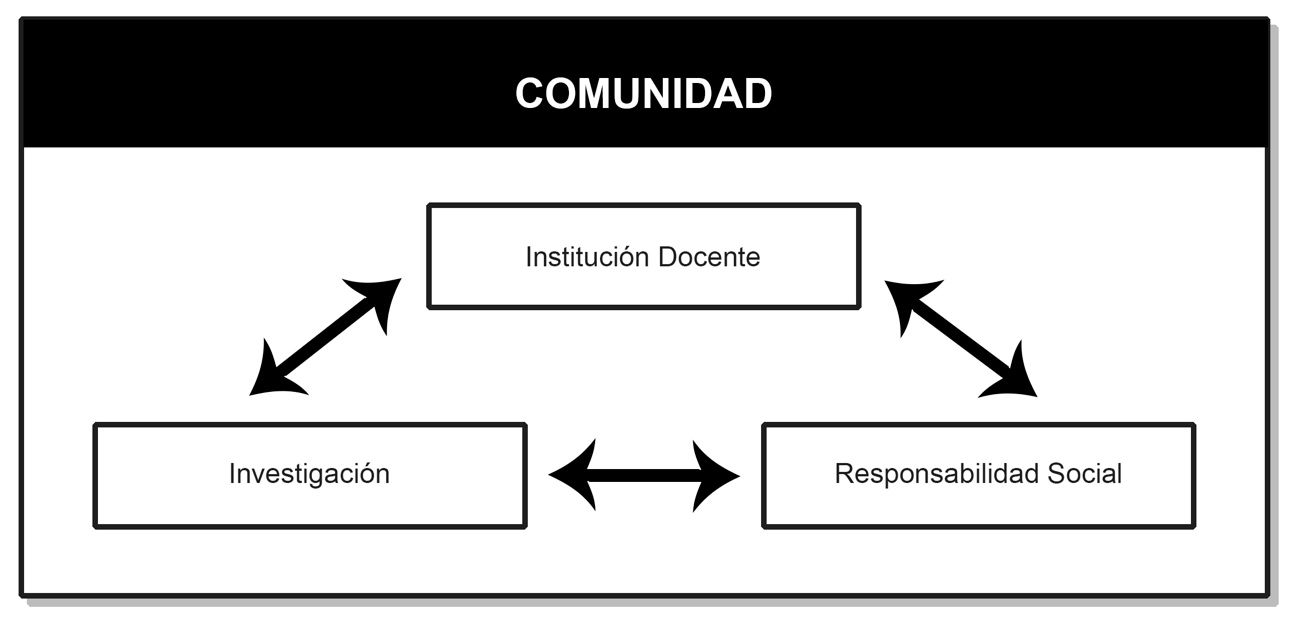 COMUNIDAD
Institución Docente
Investigación
Responsabilidad Social